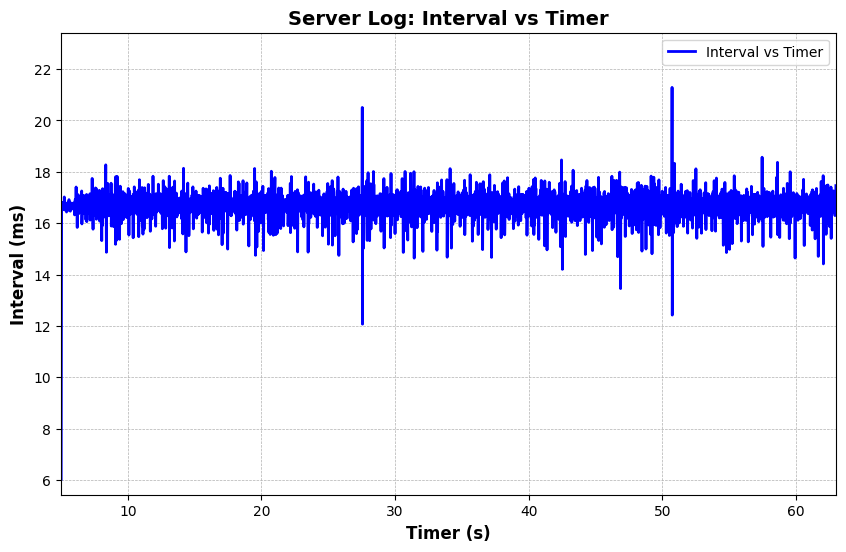 Server Log: Interval vs Timer
Interval vs Timer
22
20
18
16
14
12
10
8
6
Interval (ms)
10 20 30 40 50 60
Timer (s)